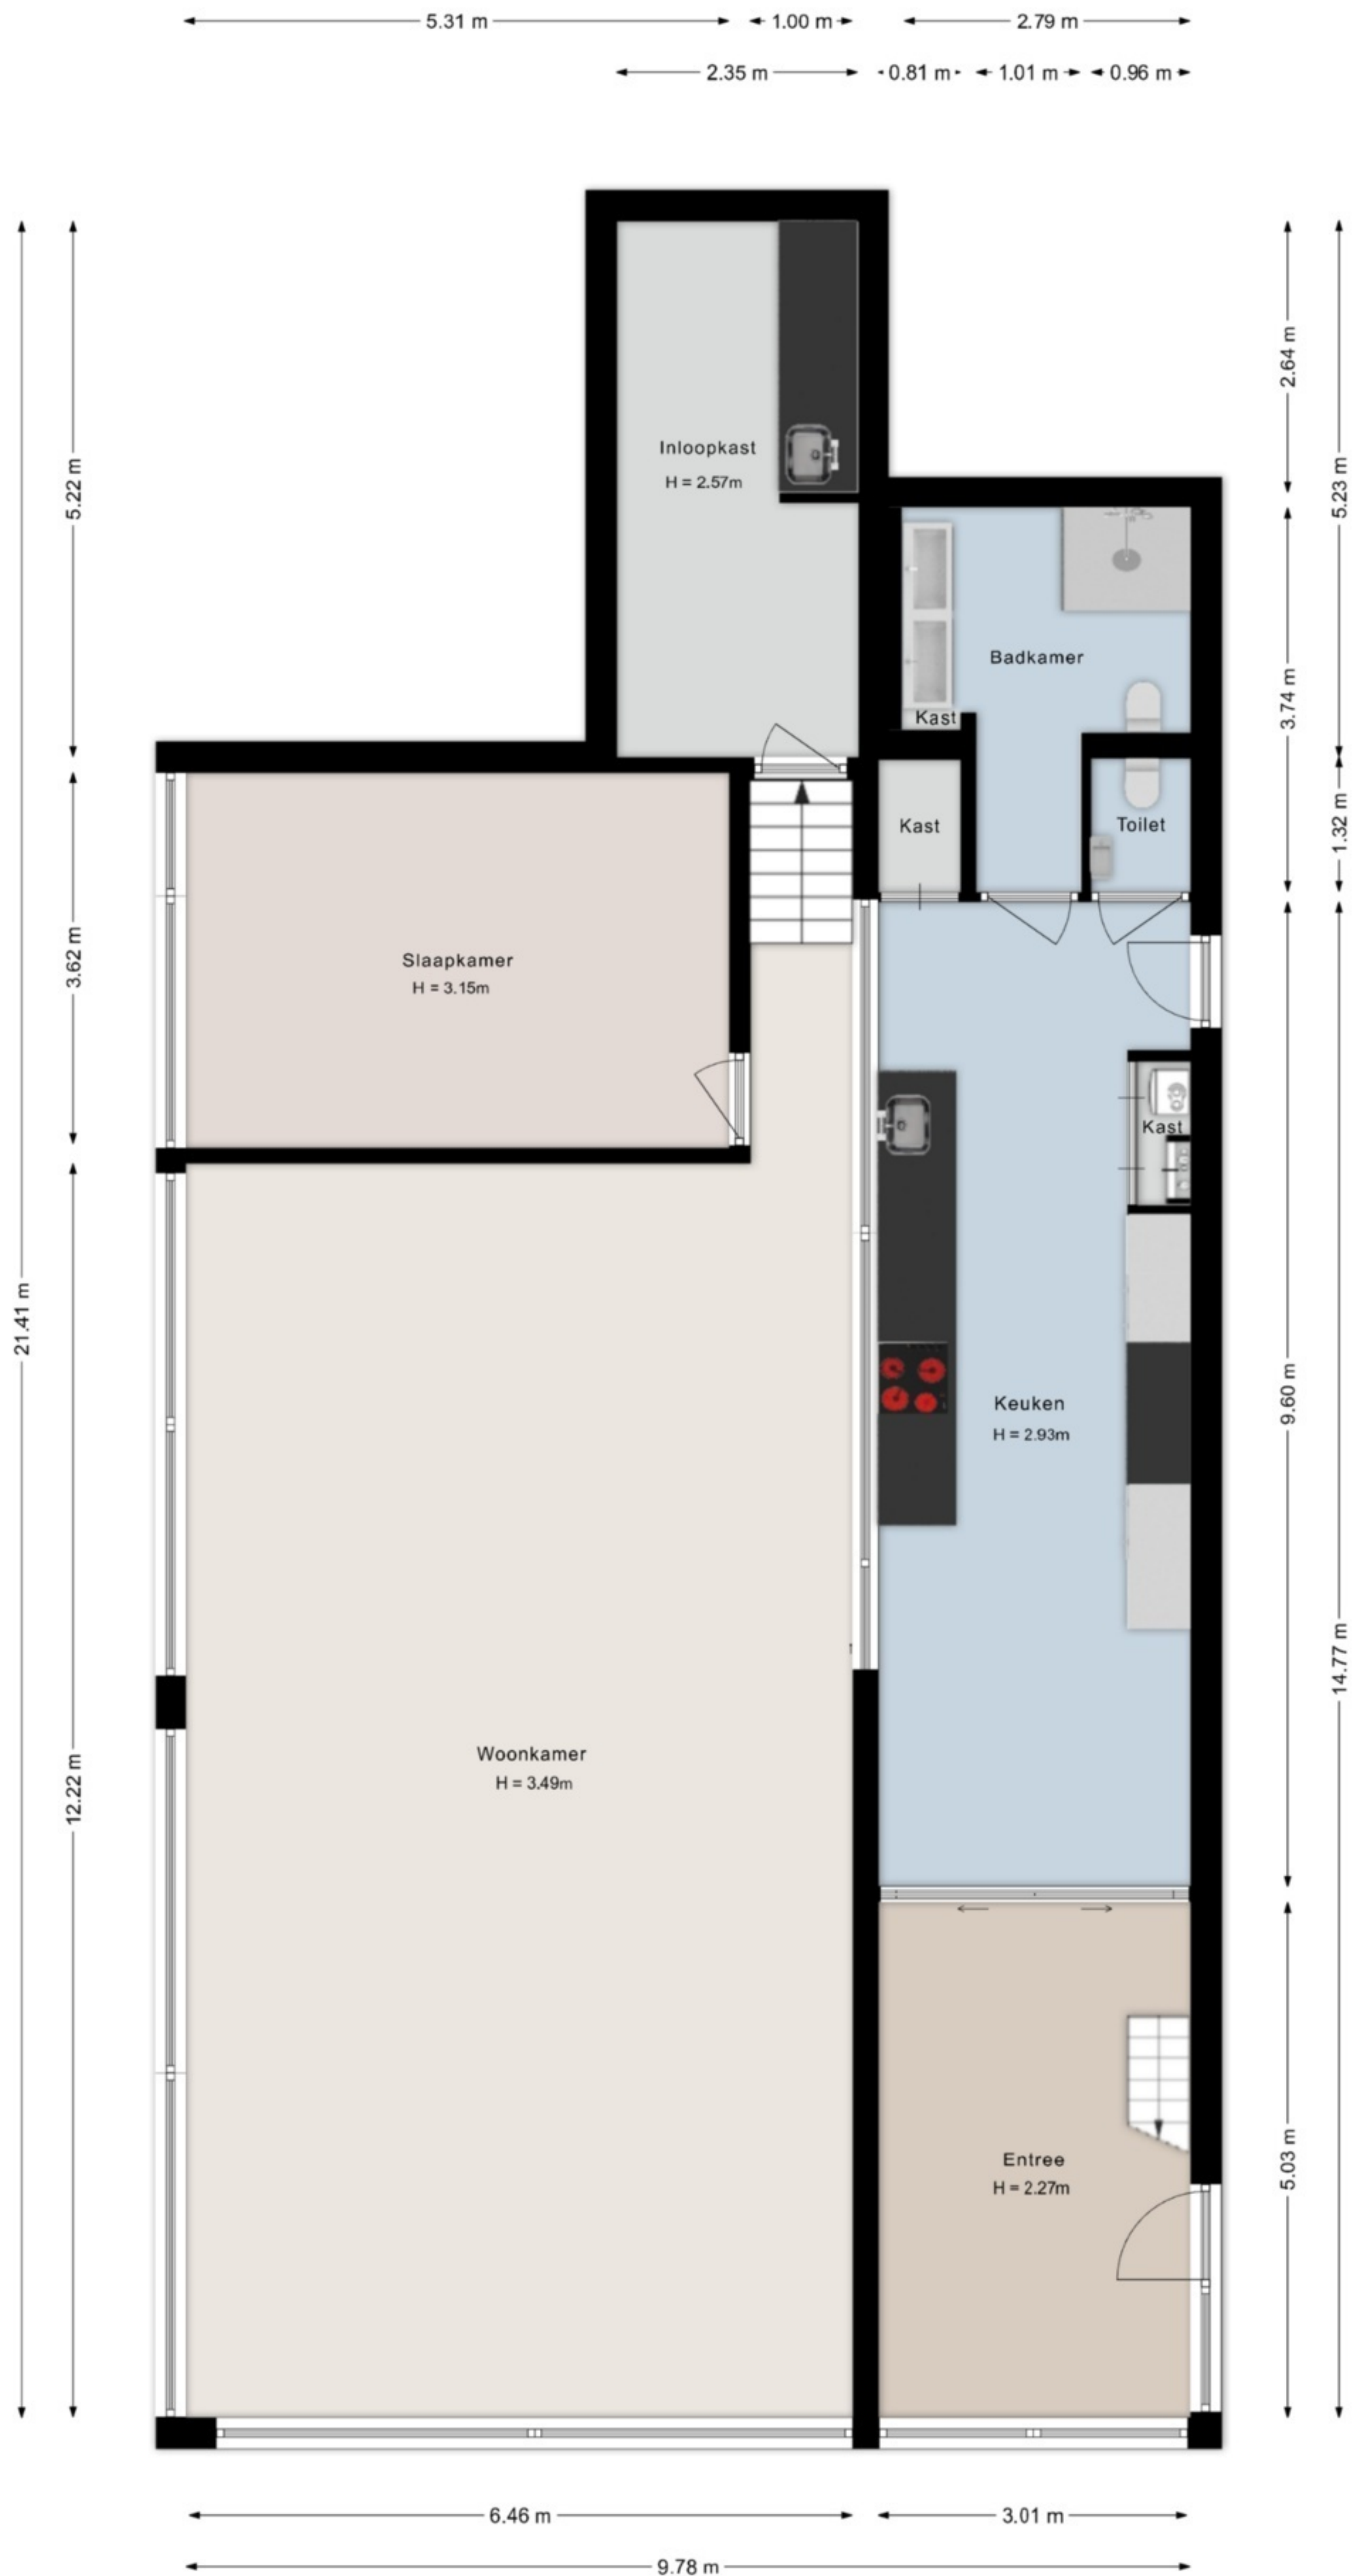 5.31 m
1.00 m
2.79 m
2.35 m
0.81 m
1.01 m
0.96 m
21.41 m
5.22 m
3.62 m
12.22 m
2.64 m
3.74 m
9.60 m
5.03 m
5.23 m
1.32 m
14.77 m
Inloopkast
H = 2.57m
Badkamer
Kast
Kast
Toilet
Slaapkamer
H = 3.15m
Kast
Keuken
H = 2.93m
Woonkamer
H = 3.49m
Entree
H = 2.27m
6.46 m
3.01 m
9.78 m